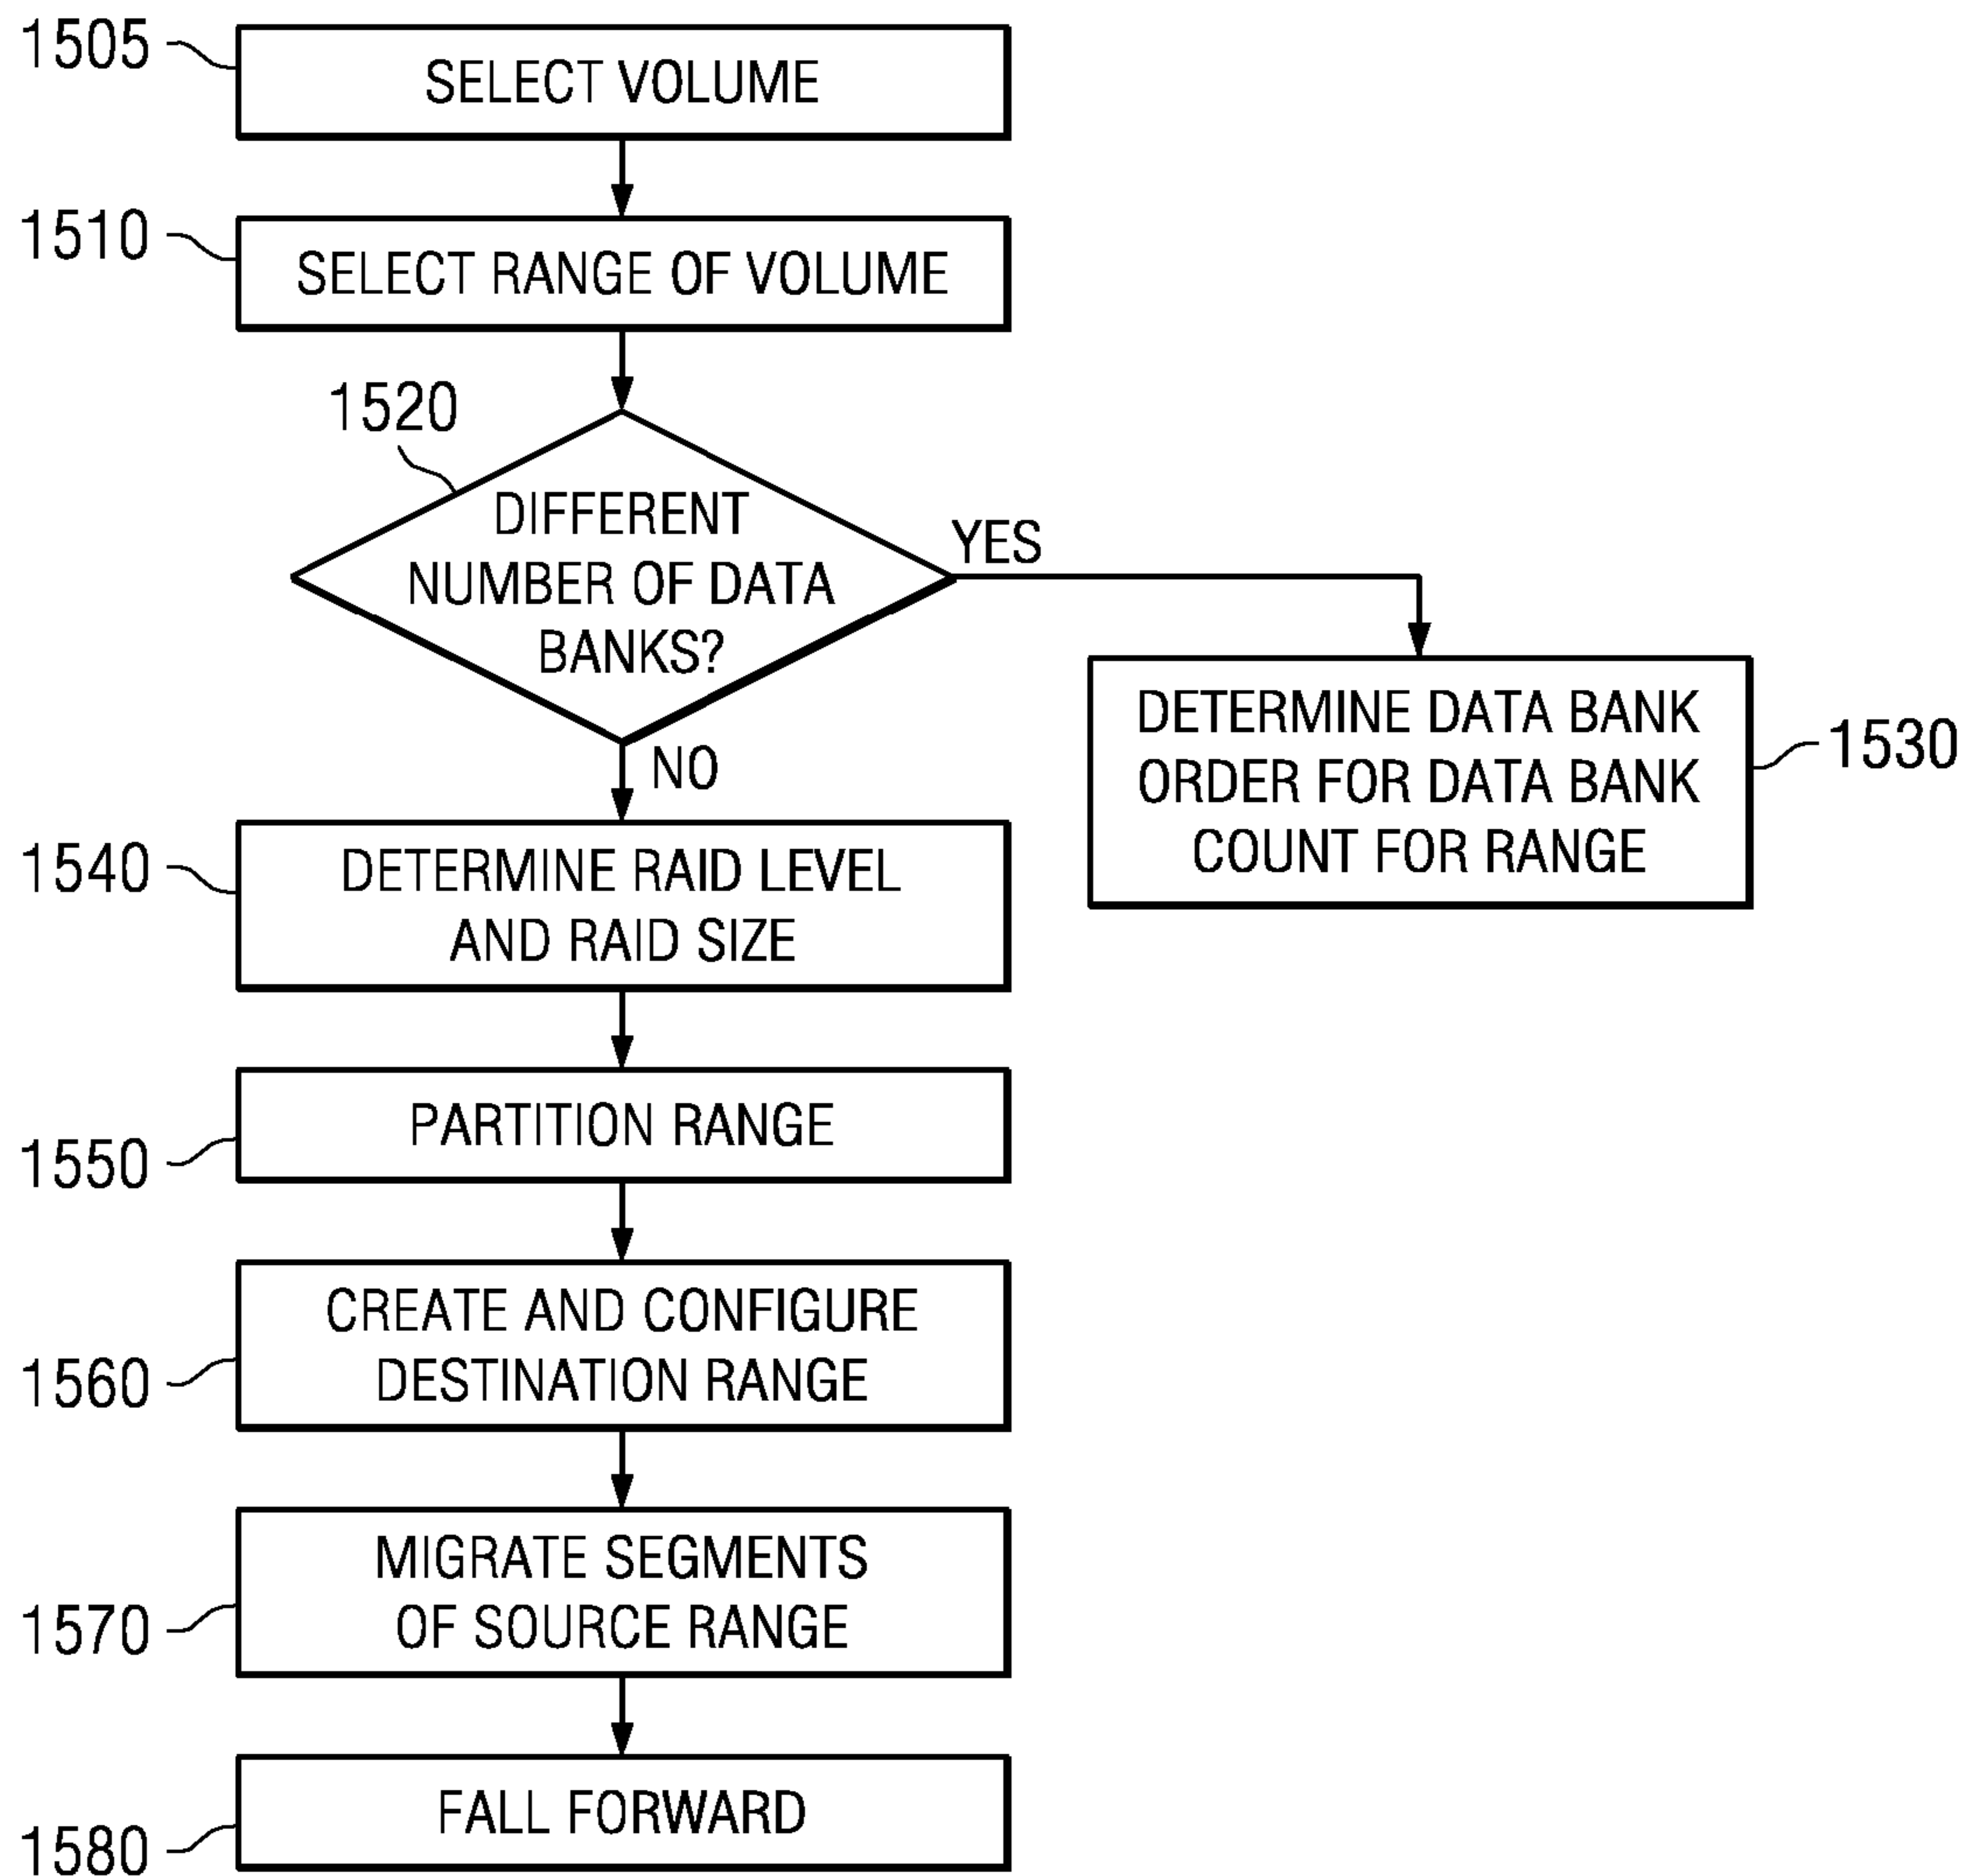 1505
SELECT VOLUME
1510
SELECT RANGE OF VOLUME
1520
DIFFERENT
NUMBER OF DATA
BANKS?
YES
NO
DETERMINE DATA BANK
ORDER FOR DATA BANK
COUNT FOR RANGE
1530
1540
DETERMINE RAID LEVEL
AND RAID SIZE
1550
PARTITION RANGE
1560
CREATE AND CONFIGURE
DESTINATION RANGE
1570
MIGRATE SEGMENTS
OF SOURCE RANGE
1580
FALL FORWARD